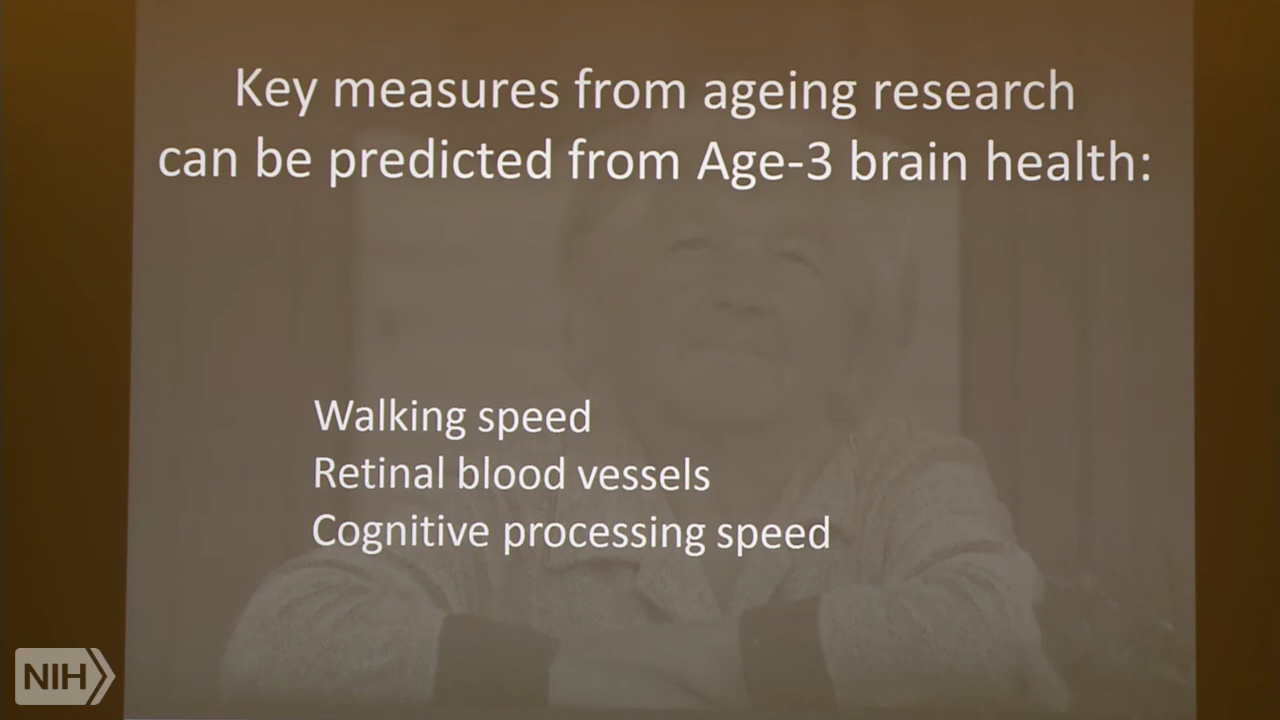 Key measures from ageing research
can be predicted from Age-3 brain health:
Walking speed
Retinal blood vessels
Cognitive processing speed
NIH